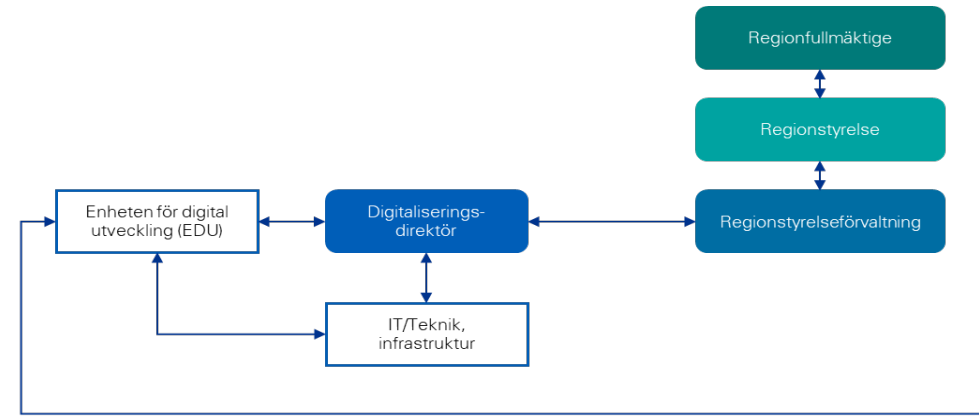 Regionfullmäktige
Regionstyrelse
Enheten för digital
utveckling (EDU)
Digitaliserings-
direktör
Regionstyrelseförvaltning
IT/Teknik,
infrastruktur